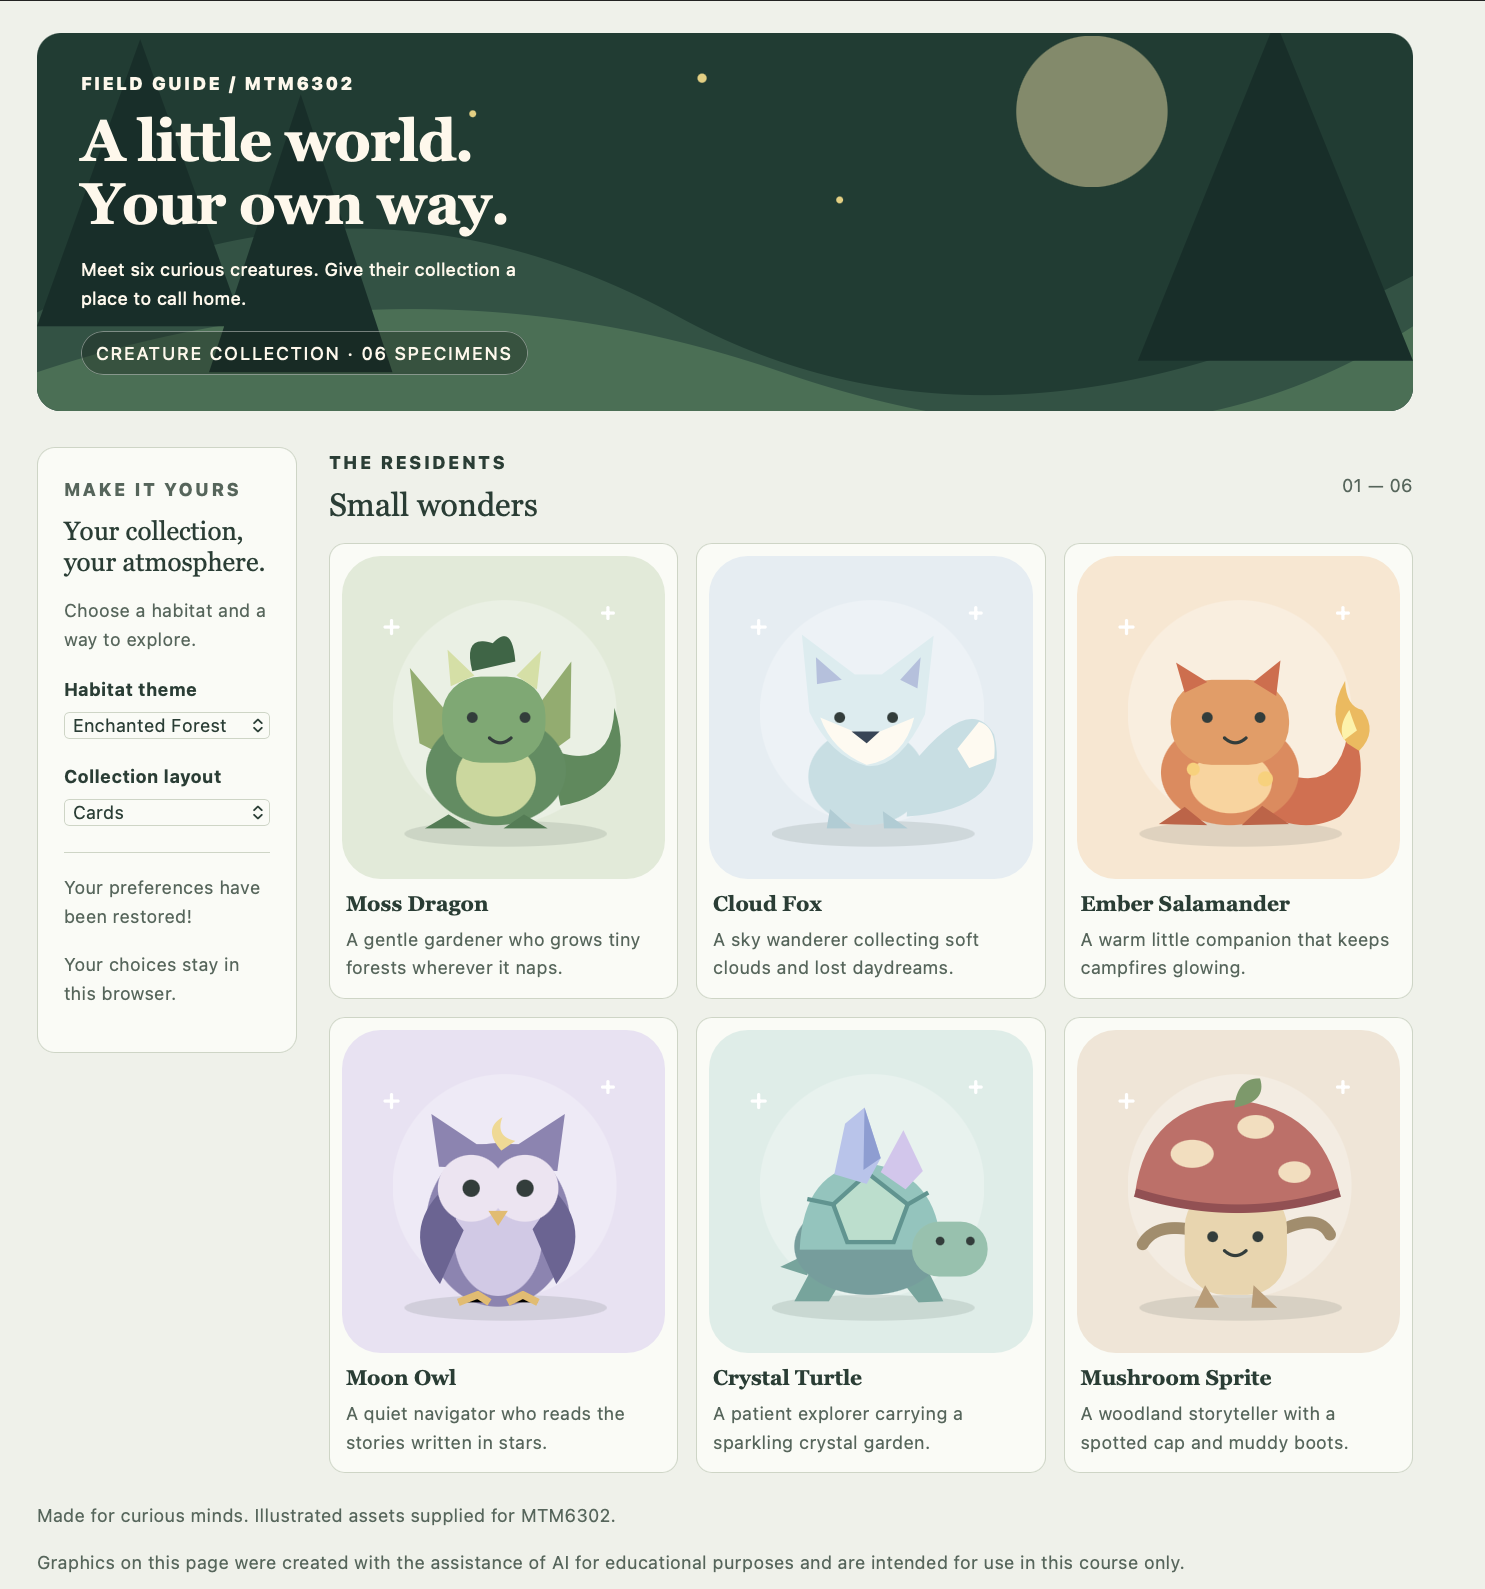 FIELD GUIDE / MTM6302
A little world.
Your own way.
Meet six curious creatures. Give their collection a
place to call home.
CREATURE COLLECTION · 06 SPECIMENS
MAKE IT YOURS
Your collection,
your atmosphere.
Choose a habitat and a
way to explore.
Habitat theme
Enchanted Forest
Collection layout
Cards
Your preferences have
been restored!
Your choices stay in
this browser.
THE RESIDENTS
Small wonders
01 — 06
Moss Dragon
A gentle gardener who grows tiny
forests wherever it naps.
Cloud Fox
A sky wanderer collecting soft
clouds and lost daydreams.
Ember Salamander
A warm little companion that keeps
campfires glowing.
Moon Owl
A quiet navigator who reads the
stories written in stars.
Crystal Turtle
A patient explorer carrying a
sparkling crystal garden.
Mushroom Sprite
A woodland storyteller with a
spotted cap and muddy boots.
Made for curious minds. Illustrated assets supplied for MTM6302.
Graphics on this page were created with the assistance of AI for educational purposes and are intended for use in this course only.